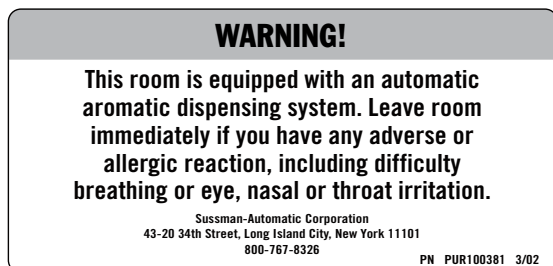 WARNING!
This room is equipped with an automatic
aromatic dispensing system. Leave room
immediately if you have any adverse or
allergic reaction, including difficulty
breathing or eye, nasal or throat irritation.
Sussman-Automatic Corporation
43-20 34th Street, Long Island City, New York 11101
800-767-8326
PN PUR100381 3/02